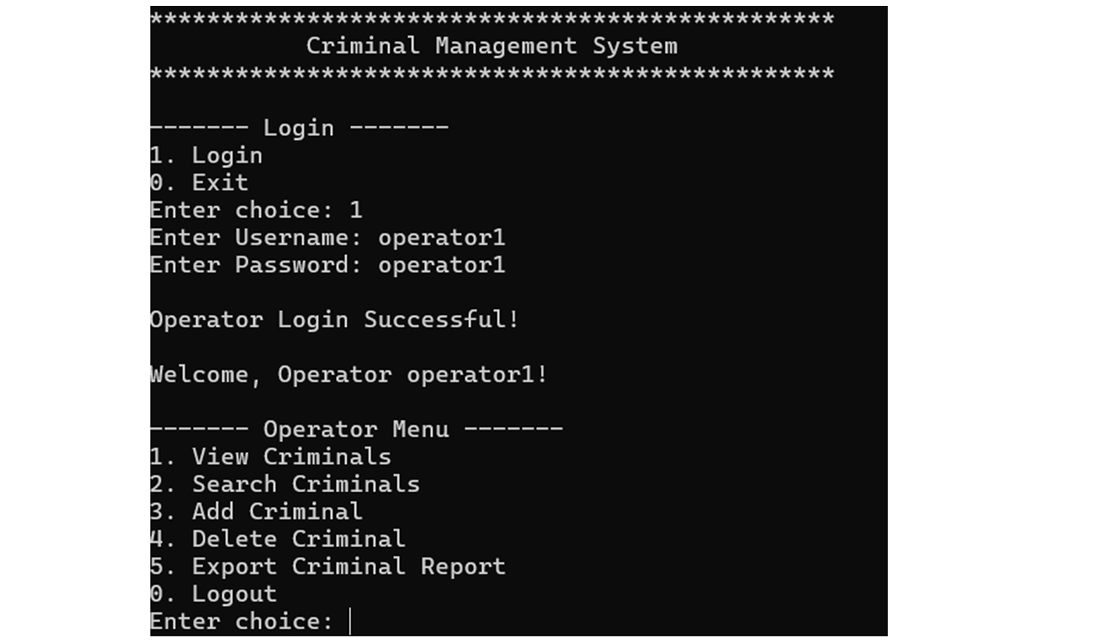 ************************************************
Criminal Management System
************************************************
------- Login -------
1. Login
0. Exit
Enter choice: 1
Enter Username: operator1
Enter Password: operator1
Operator Login Successful!
Welcome, Operator operator1!
------- Operator Menu -------
1. View Criminals
2. Search Criminals
3. Add Criminal
4. Delete Criminal
5. Export Criminal Report
0. Logout
Enter choice: